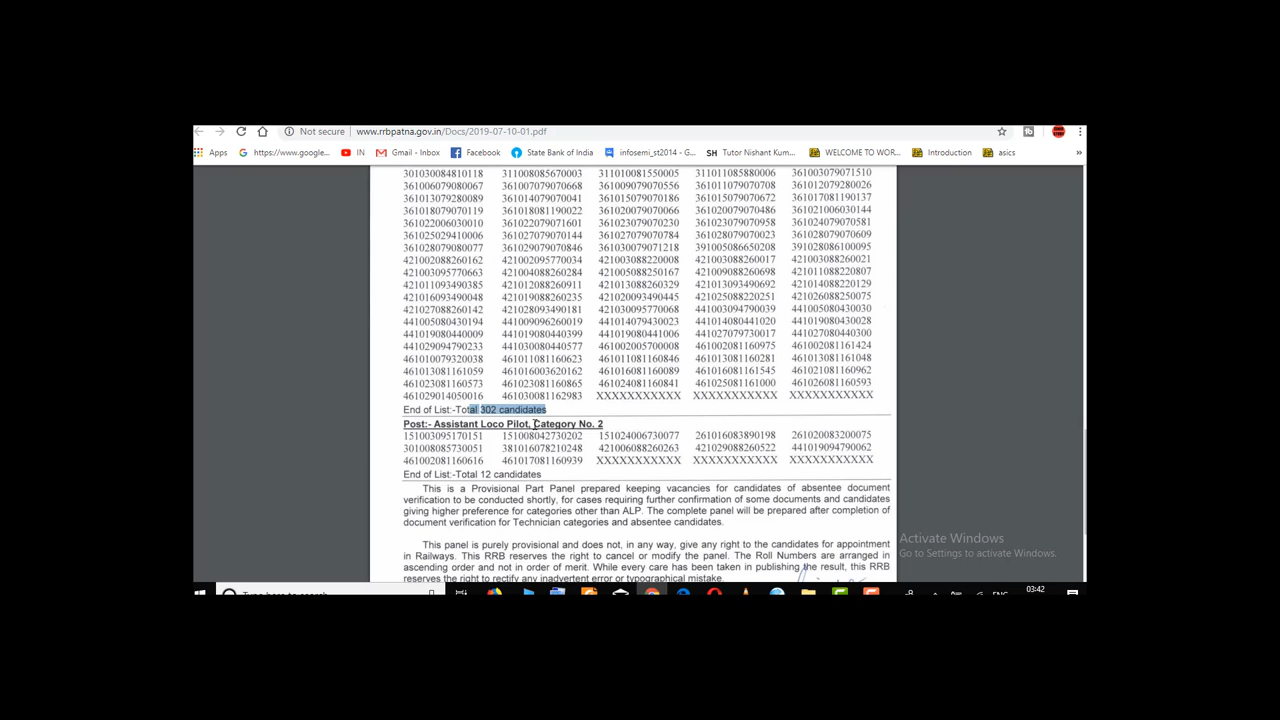 Not secure | www.rrbpatna.gov.in/Docs/2019-07-10-01.pdf
Apps https://www.google... IN Gmail - Inbox Facebook State Bank of India infosemi_st2014 - G... SH Tutor Nishant Kum... WELCOME TO WOR... Introduction asics »
301030084810118 311008085670003 311010081550005 311011085880006 361003079071510
361006079080067 361007079070668 361009079070556 361011079070708 361012079280026
361013079280089 361014079070041 361015079070186 361015079070672 361017081190137
361018079070119 361018081190022 361020079070066 361020079070486 361021006030144
361022006030010 361022079071601 361023079070230 361023079070958 361024079070581
361025029410006 361027079070144 361027079070784 361028079070023 361028079070609
361028079080077 361029079070846 361030079071218 391005086650208 391028086100095
421002088260162 421002095770034 421003088220008 421003088260017 421003088260021
421003095770663 421004088260284 421005088250167 421009088260698 421011088220807
421011093490385 421012088260911 421013088260329 421013093490692 421014088220129
421016093490048 421019088260235 421020093490445 421025088220251 421026088250075
421027088260142 421028093490181 421030095770068 441003094790039 441005080430030
441005080430194 441009096260019 441014079430023 441014080441020 441019080430028
441019080440009 441019080440399 441019080441006 441027079730017 441027080440300
441029094790233 441030080440577 461002005700008 461002081160975 461002081161424
461010079320038 461011081160623 461011081160846 461013081160281 461013081161048
461013081161059 461016003620162 461016081160089 461016081161545 461021081160962
461023081160573 461023081160865 461024081160841 461025081161000 461026081160593
461029014050016 461030081162983 XXXXXXXXXXX XXXXXXXXXXX XXXXXXXXXXX
End of List:-Total 302 candidates
Post:- Assistant Loco Pilot, Category No. 2
151003095170151 151008042730202 151024006730077 261016083890198 261020083200075
301008085730051 381016078210248 421006088260263 421029088260522 441019094790062
461002081160616 461017081160939 XXXXXXXXXXX XXXXXXXXXXX XXXXXXXXXXX
End of List:-Total 12 candidates
This is a Provisional Part Panel prepared keeping vacancies for candidates of absentee document
verification to be conducted shortly, for cases requiring further confirmation of some documents and candidates
giving higher preference for categories other than ALP. The complete panel will be prepared after completion of
document verification for Technician categories and absentee candidates.
This panel is purely provisional and does not, in any way, give any right to the candidates for appointment
in Railways. This RRB reserves the right to cancel or modify the panel. The Roll Numbers are arranged in
ascending order and not in order of merit. While every care has been taken in publishing the result, this RRB
reserves the right to rectify any inadvertent error or typographical mistake.
Activate Windows
Go to Settings to activate Windows.
Type here to search
ENG
03:42